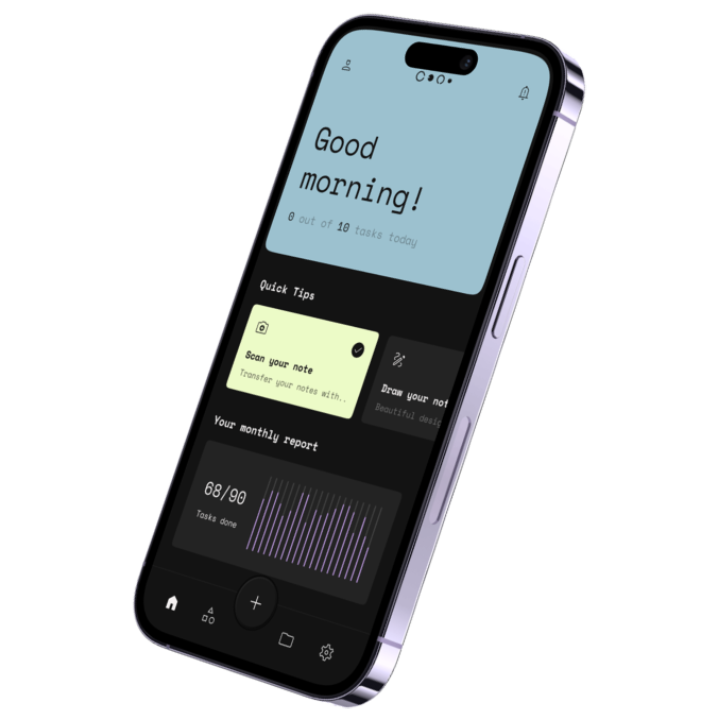 Good
morning!
0 out of 10 tasks today
Quick Tips
Scan your note
Transfer your notes with..
Draw your not
Beautiful desig
Your monthly report
68/90
Tasks done